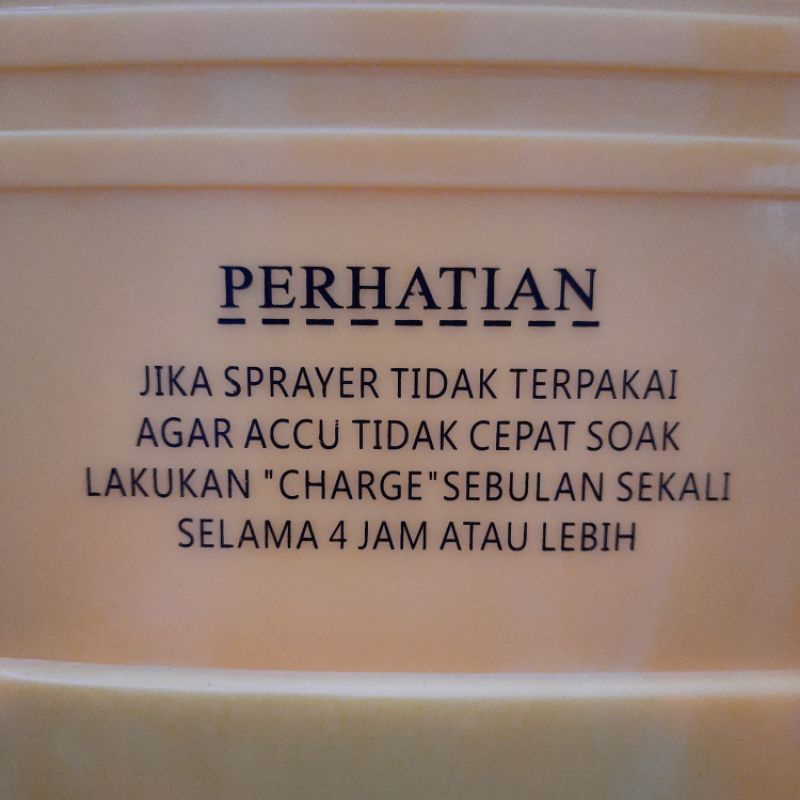 PERHATIAN
JIKA SPRAYER TIDAK TERPAKAI
AGAR ACCU TIDAK CEPAT SOAK
LAKUKAN "CHARGE"SEBULAN SEKALI
SELAMA 4 JAM ATAU LEBIH